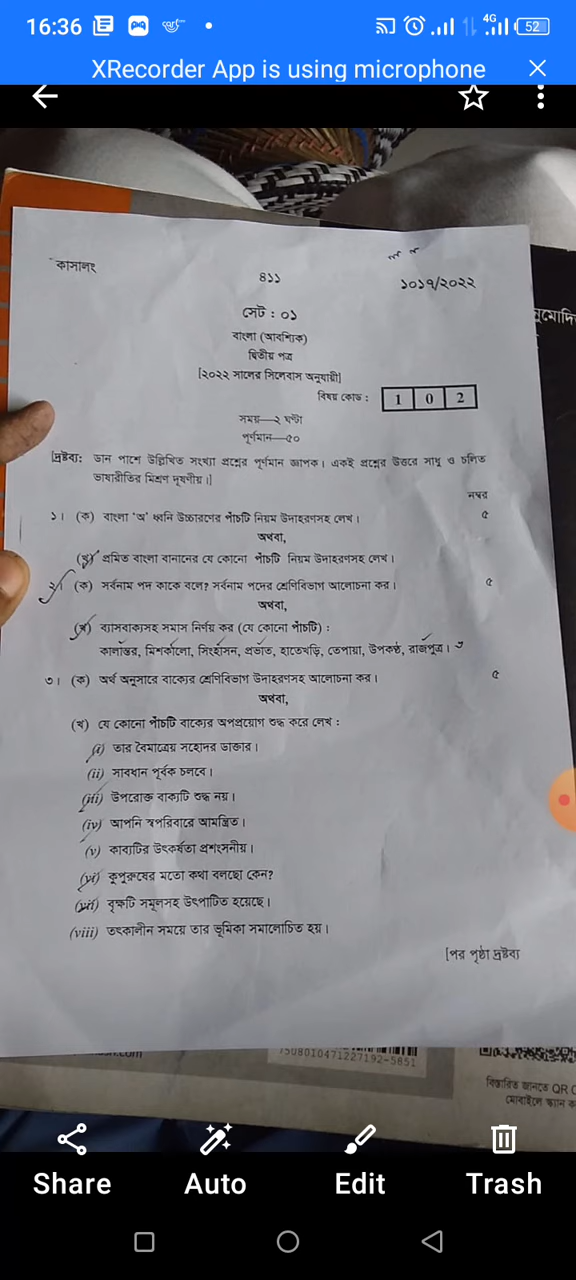 16:36
4G
52
XRecorder App is using microphone
কাসালং
৪১১
১০১৭/২০২২
সেট : ০১
বাংলা (আবশ্যিক)
দ্বিতীয় পত্র
[২০২২ সালের সিলেবাস অনুযায়ী]
বিষয় কোড : 1 0 2
সময়—২ ঘণ্টা
পূর্ণমান—৫০
[দ্রষ্টব্য: ডান পাশে উল্লিখিত সংখ্যা প্রশ্নের পূর্ণমান জ্ঞাপক। একই প্রশ্নের উত্তরে সাধু ও চলিত
ভাষারীতির মিশ্রণ দূষণীয়।]
নম্বর
১। (ক) বাংলা 'অ' ধ্বনি উচ্চারণের পাঁচটি নিয়ম উদাহরণসহ লেখ। ৫
অথবা,
(খ) প্রমিত বাংলা বানানের যে কোনো পাঁচটি নিয়ম উদাহরণসহ লেখ।
২। (ক) সর্বনাম পদ কাকে বলে? সর্বনাম পদের শ্রেণিবিভাগ আলোচনা কর। ৫
অথবা,
(খ) ব্যাসবাক্যসহ সমাস নির্ণয় কর (যে কোনো পাঁচটি) :
কালান্তর, মিশকালো, সিংহাসন, প্রভাত, হাতেখড়ি, তেপায়া, উপকণ্ঠ, রাজপুত্র।
৩। (ক) অর্থ অনুসারে বাক্যের শ্রেণিবিভাগ উদাহরণসহ আলোচনা কর। ৫
অথবা,
(খ) যে কোনো পাঁচটি বাক্যের অপপ্রয়োগ শুদ্ধ করে লেখ :
(i) তার বৈমাত্রেয় সহোদর ডাক্তার।
(ii) সাবধান পূর্বক চলবে।
(iii) উপরোক্ত বাক্যটি শুদ্ধ নয়।
(iv) আপনি স্বপরিবারে আমন্ত্রিত।
(v) কাব্যটির উৎকর্ষতা প্রশংসনীয়।
(vi) কুপুরুষের মতো কথা বলছো কেন?
(vii) বৃক্ষটি সমূলসহ উৎপাটিত হয়েছে।
(viii) তৎকালীন সময়ে তার ভূমিকা সমালোচিত হয়।
[পর পৃষ্ঠা দ্রষ্টব্য
7508010471227192-5851
বিস্তারিত জানতে QR
মোবাইলে স্ক্যান
Share Auto Edit Trash